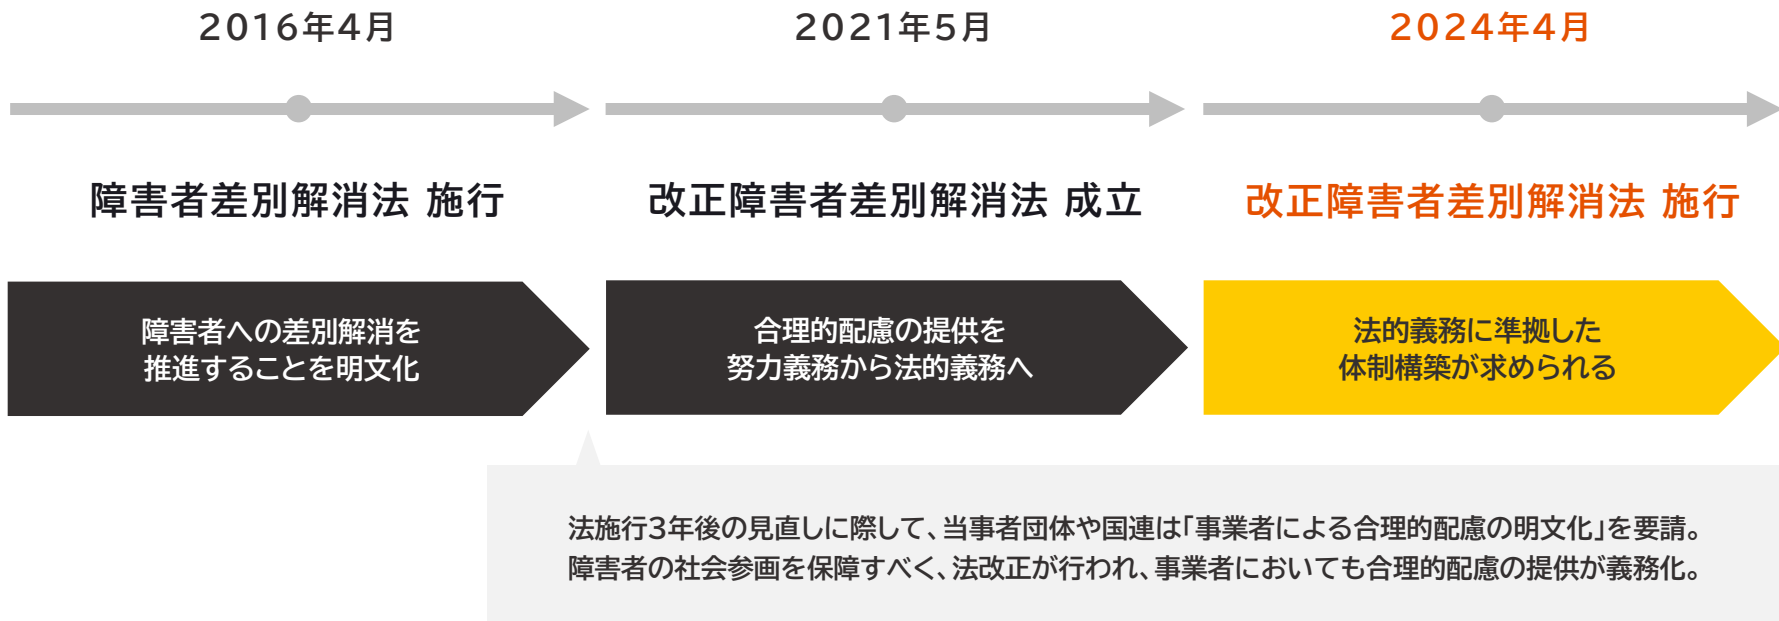 2016年4月
2021年5月
2024年4月
障害者差別解消法 施行
改正障害者差別解消法 成立
改正障害者差別解消法 施行
障害者への差別解消を
推進することを明文化
合理的配慮の提供を
努力義務から法的義務へ
法的義務に準拠した
体制構築が求められる
法施行3年後の見直しに際して、当事者団体や国連は「事業者による合理的配慮の明文化」を要請。
障害者の社会参画を保障すべく、法改正が行われ、事業者においても合理的配慮の提供が義務化。